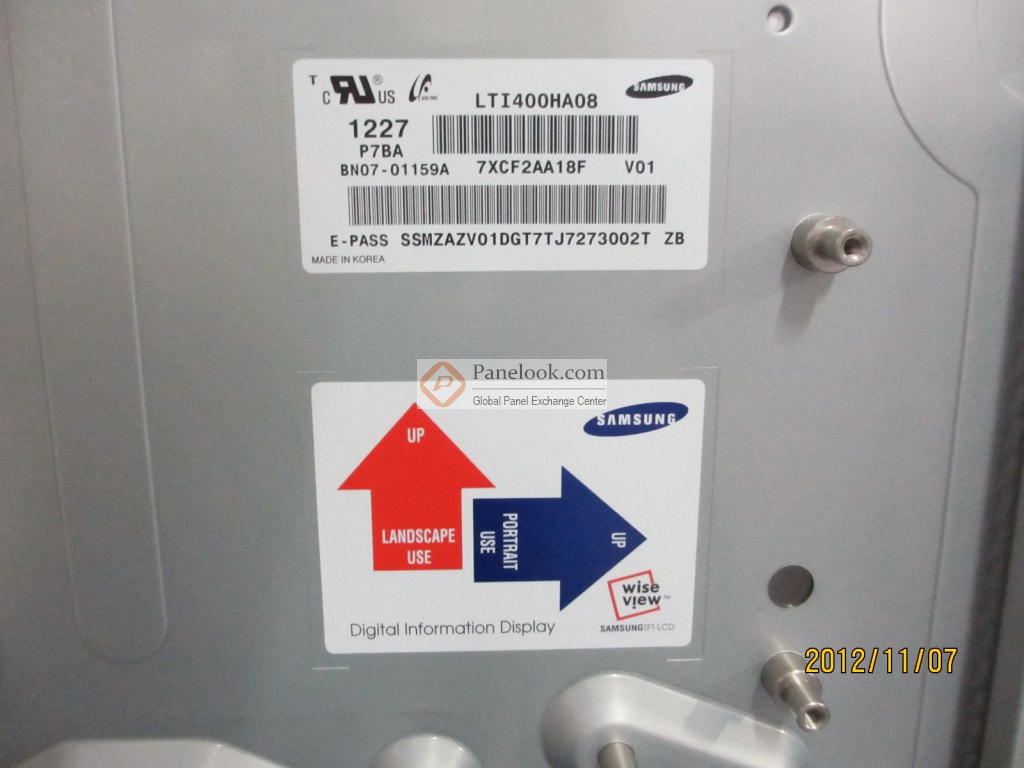 T
C RU ® US
LTI400HA08
SAMSUNG
1227
P7BA
BN07-01159A 7XCF2AA18F V01
E-PASS SSMZAZV01DGT7TJ7273002T ZB
MADE IN KOREA
Panelook.com
Global Panel Exchange Center
SAMSUNG
UP
LANDSCAPE
USE
PORTRAIT
USE
UP
wise
view™
SAMSUNG TFT-LCD
Digital Information Display
2012/11/07